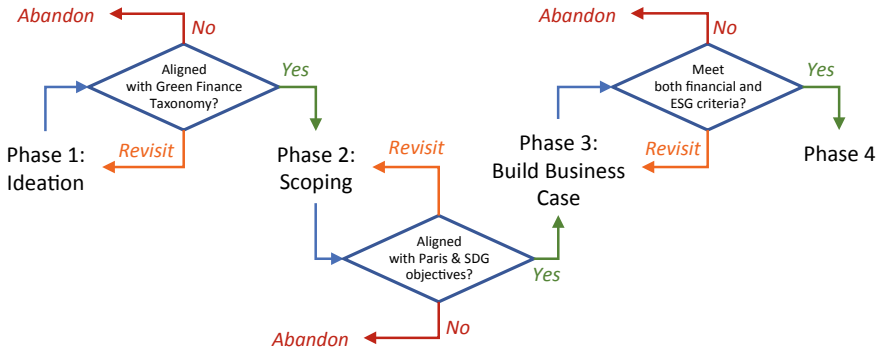 Abandon
No
Aligned
with Green Finance
Taxonomy?
Yes
Revisit
Phase 1:
Ideation
Phase 2:
Scoping
Revisit
Aligned
with Paris & SDG
objectives?
Yes
No
Abandon
Phase 3:
Build Business
Case
Abandon
No
Meet
both financial and
ESG criteria?
Yes
Revisit
Phase 4